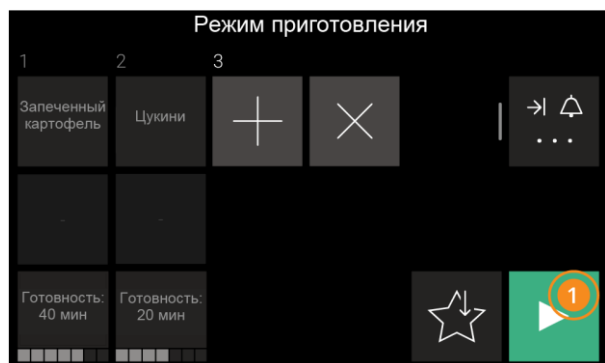 Режим приготовления
1 2 3
Запеченный
картофель
Цукини
- -
Готовность:
40 мин
Готовность:
20 мин
1